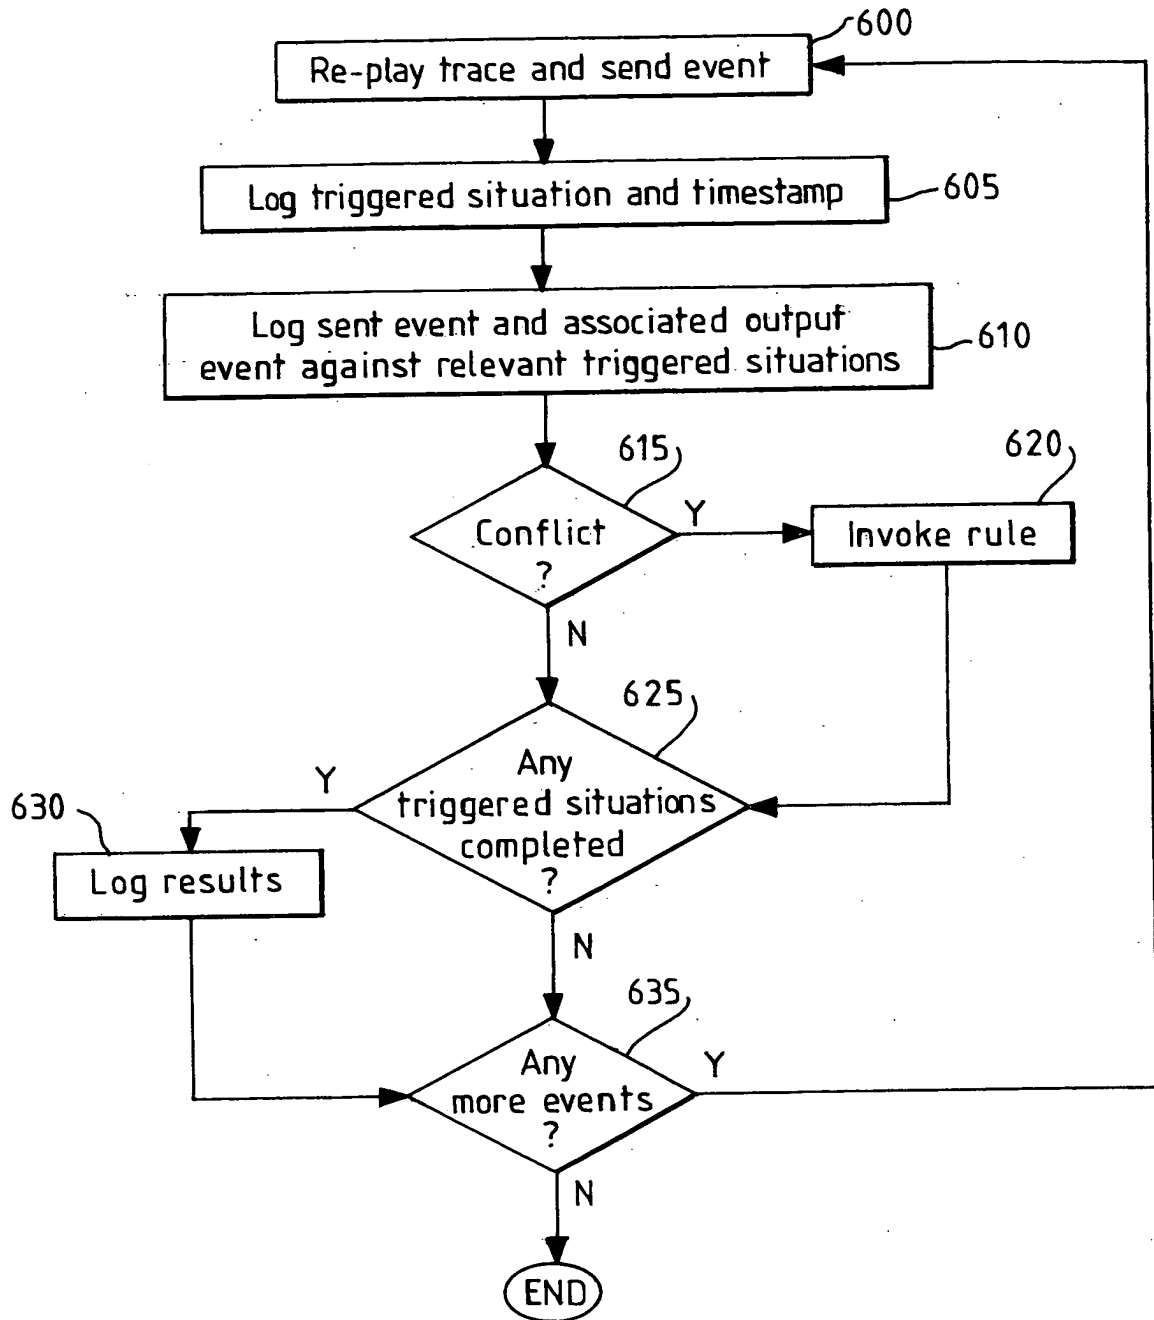 600
Re-play trace and send event
Log triggered situation and timestamp
605
Log sent event and associated output
event against relevant triggered situations
610
615
Conflict
?
Y
620
Invoke rule
N
625
Any
triggered situations
completed
?
Y
630
Log results
N
635
Any
more events
?
Y
N
END